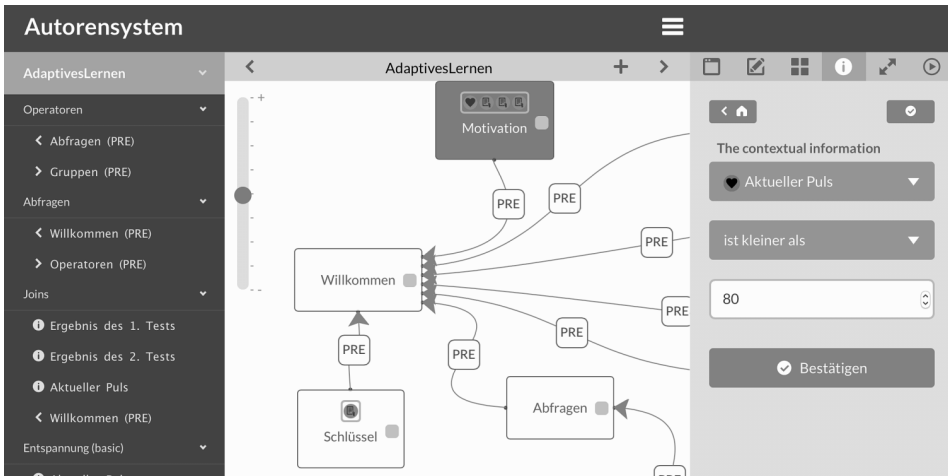 Autorensystem
AdaptivesLernen
Operatoren
Abfragen (PRE)
Gruppen (PRE)
Abfragen
Willkommen (PRE)
Operatoren (PRE)
Joins
Ergebnis des 1. Tests
Ergebnis des 2. Tests
Aktueller Puls
Willkommen (PRE)
Entspannung (basic)
AdaptivesLernen
Motivation
PRE
PRE
PRE
Willkommen
PRE
PRE
PRE
PRE
Abfragen
Schlüssel
The contextual information
Aktueller Puls
ist kleiner als
80
Bestätigen